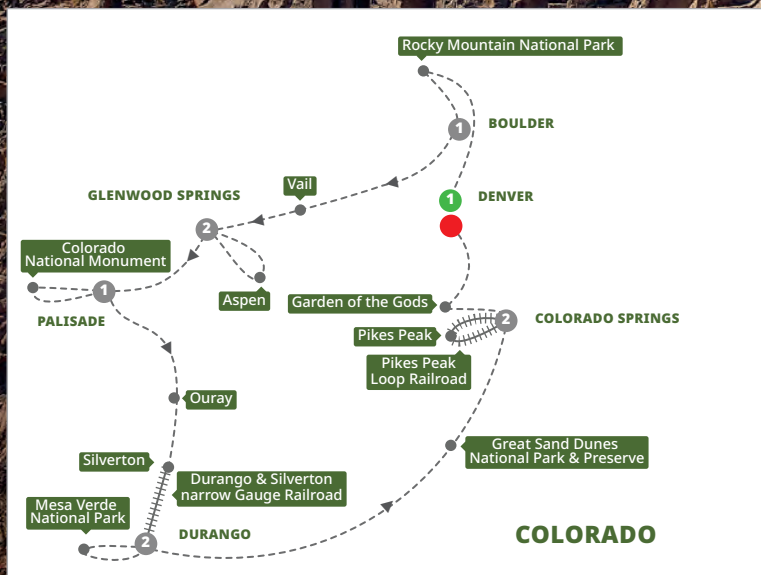 Rocky Mountain National Park
1
BOULDER
Vail
GLENWOOD SPRINGS
1
DENVER
2
Colorado
National Monument
Aspen
1
PALISADE
Garden of the Gods
2
COLORADO SPRINGS
Pikes Peak
Pikes Peak
Loop Railroad
Ouray
Silverton
Great Sand Dunes
National Park & Preserve
Durango & Silverton
narrow Gauge Railroad
Mesa Verde
National Park
2
DURANGO
COLORADO